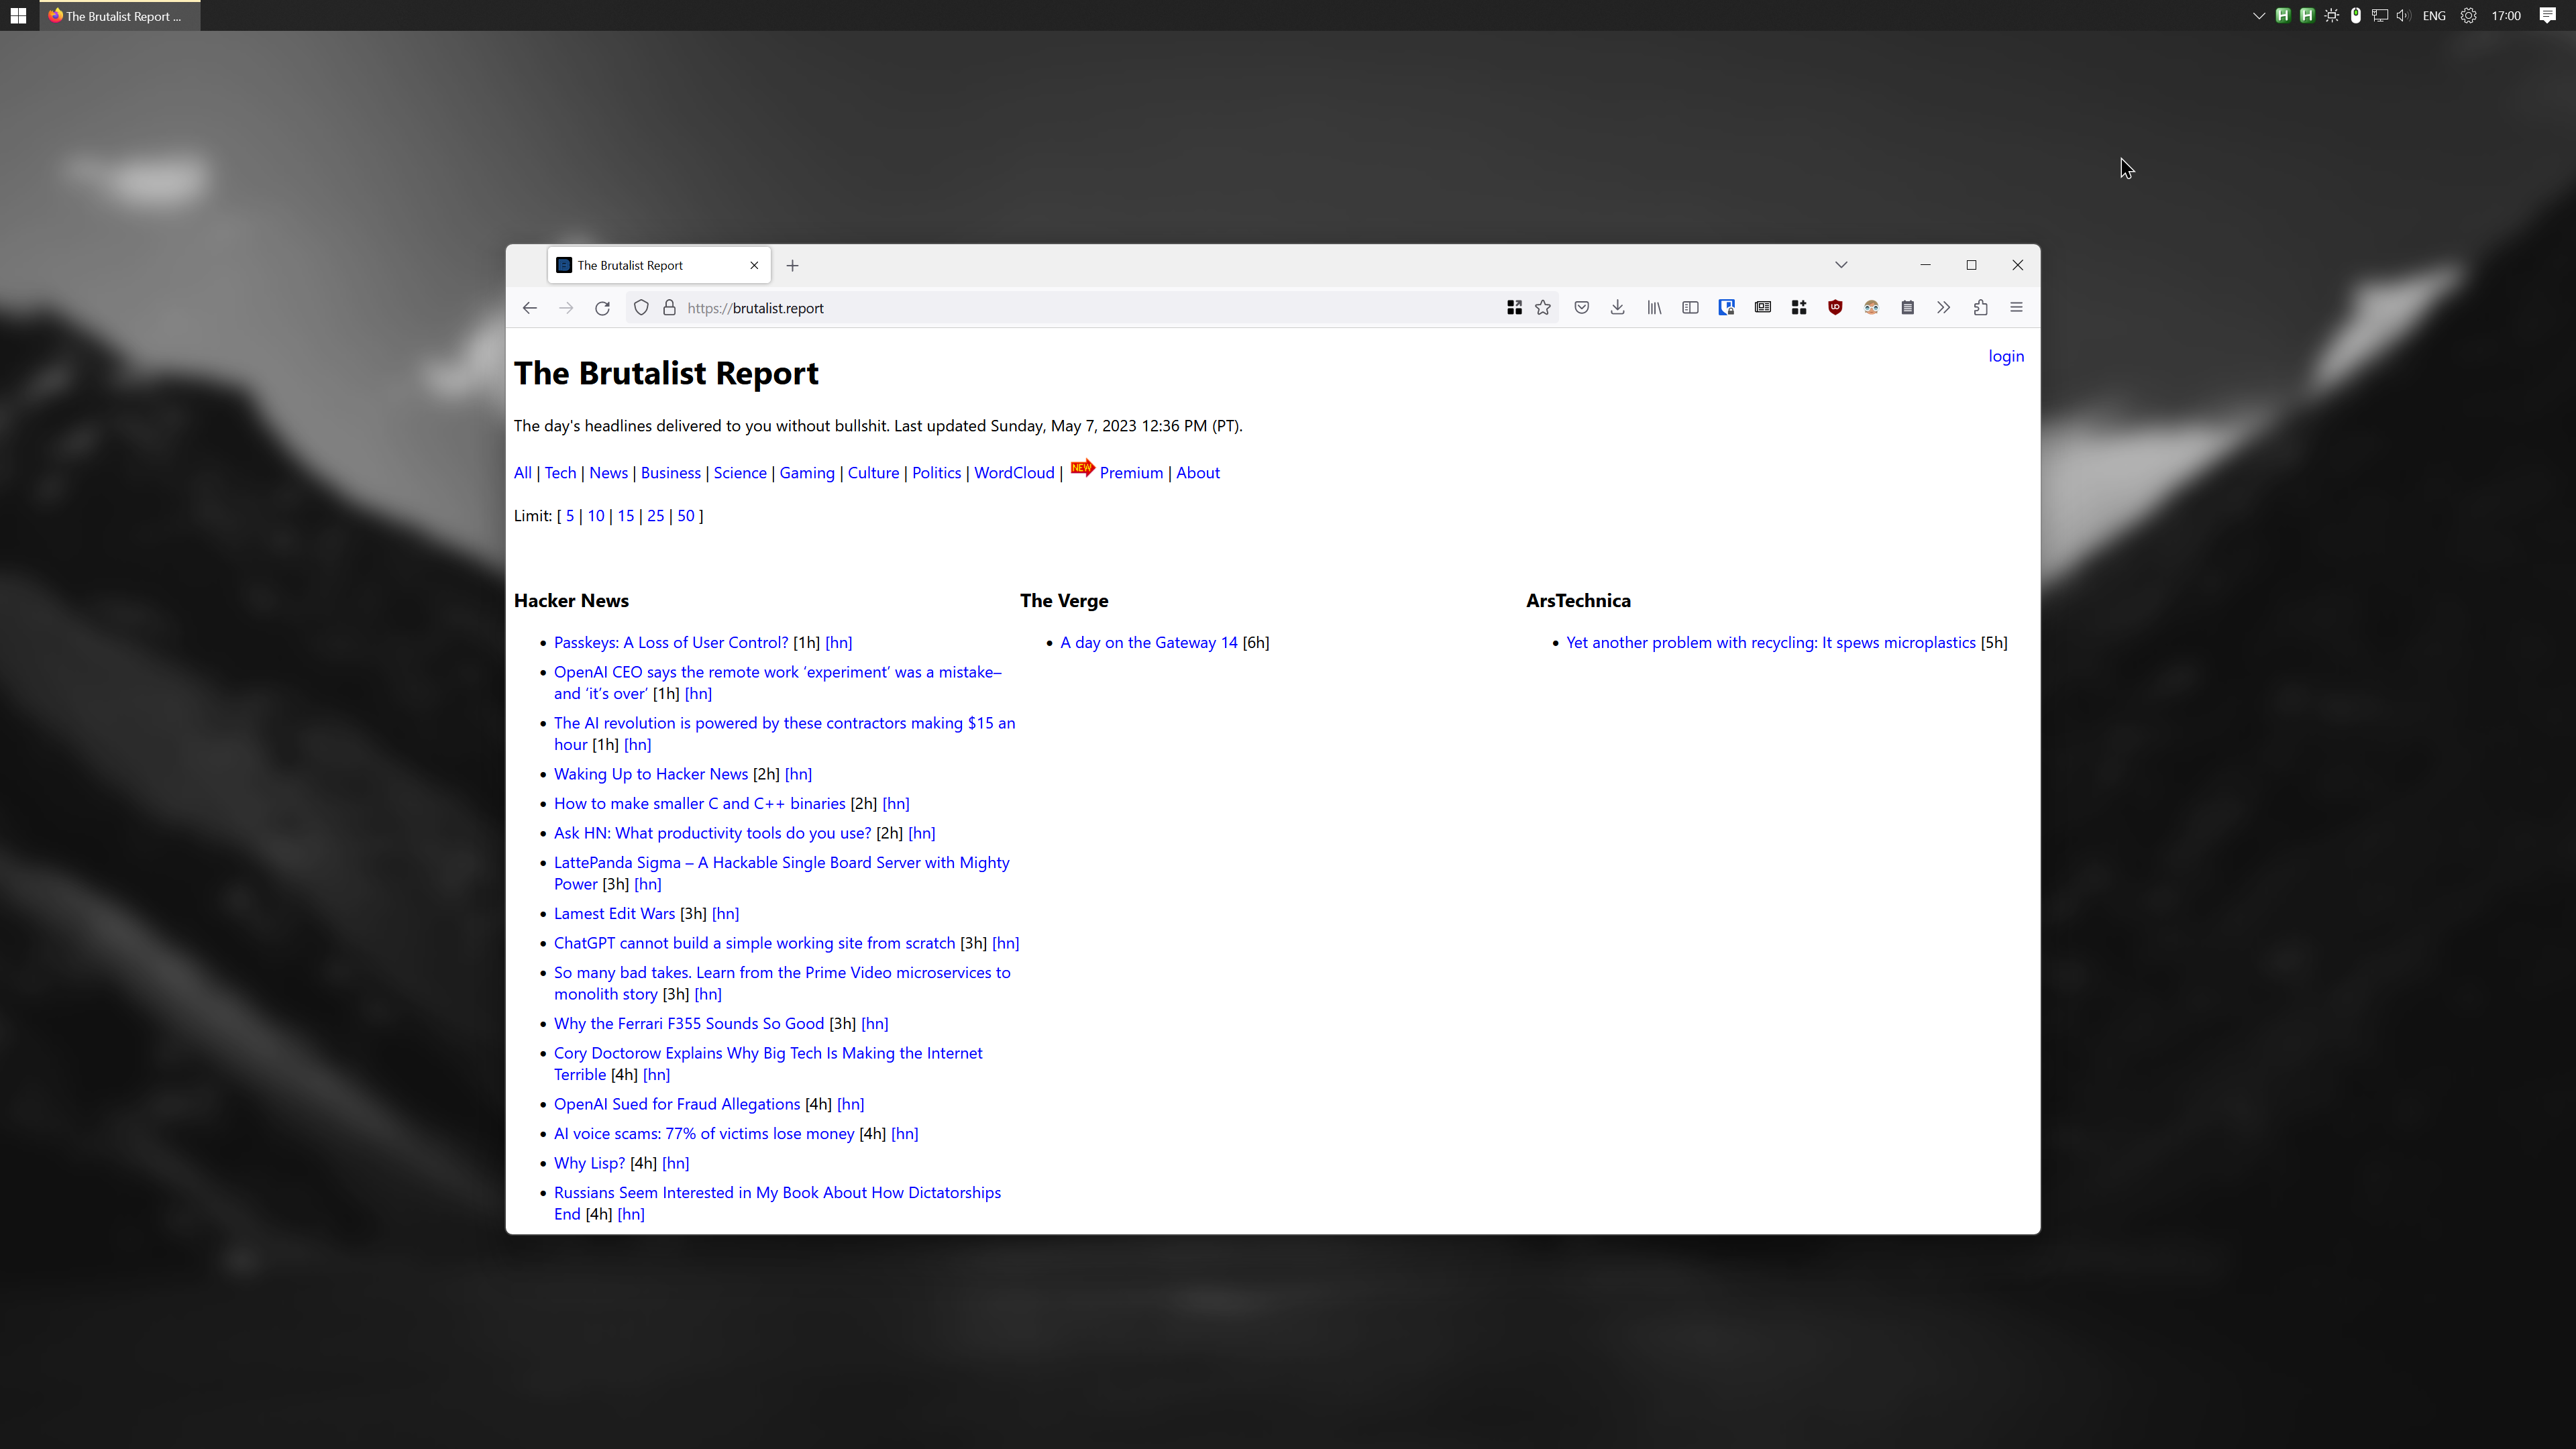 The Brutalist Report ...
ENG
17:00
The Brutalist Report
https://brutalist.report
login
The Brutalist Report
The day's headlines delivered to you without bullshit. Last updated Sunday, May 7, 2023 12:36 PM (PT).
All | Tech | News | Business | Science | Gaming | Culture | Politics | WordCloud | NEW Premium | About
Limit: [ 5 | 10 | 15 | 25 | 50 ]
Hacker News
Passkeys: A Loss of User Control? [1h] [hn]
OpenAI CEO says the remote work ‘experiment’ was a mistake–
and ‘it’s over’ [1h] [hn]
The AI revolution is powered by these contractors making $15 an
hour [1h] [hn]
Waking Up to Hacker News [2h] [hn]
How to make smaller C and C++ binaries [2h] [hn]
Ask HN: What productivity tools do you use? [2h] [hn]
LattePanda Sigma – A Hackable Single Board Server with Mighty
Power [3h] [hn]
Lamest Edit Wars [3h] [hn]
ChatGPT cannot build a simple working site from scratch [3h] [hn]
So many bad takes. Learn from the Prime Video microservices to
monolith story [3h] [hn]
Why the Ferrari F355 Sounds So Good [3h] [hn]
Cory Doctorow Explains Why Big Tech Is Making the Internet
Terrible [4h] [hn]
OpenAI Sued for Fraud Allegations [4h] [hn]
AI voice scams: 77% of victims lose money [4h] [hn]
Why Lisp? [4h] [hn]
Russians Seem Interested in My Book About How Dictatorships
End [4h] [hn]
The Verge
A day on the Gateway 14 [6h]
ArsTechnica
Yet another problem with recycling: It spews microplastics [5h]